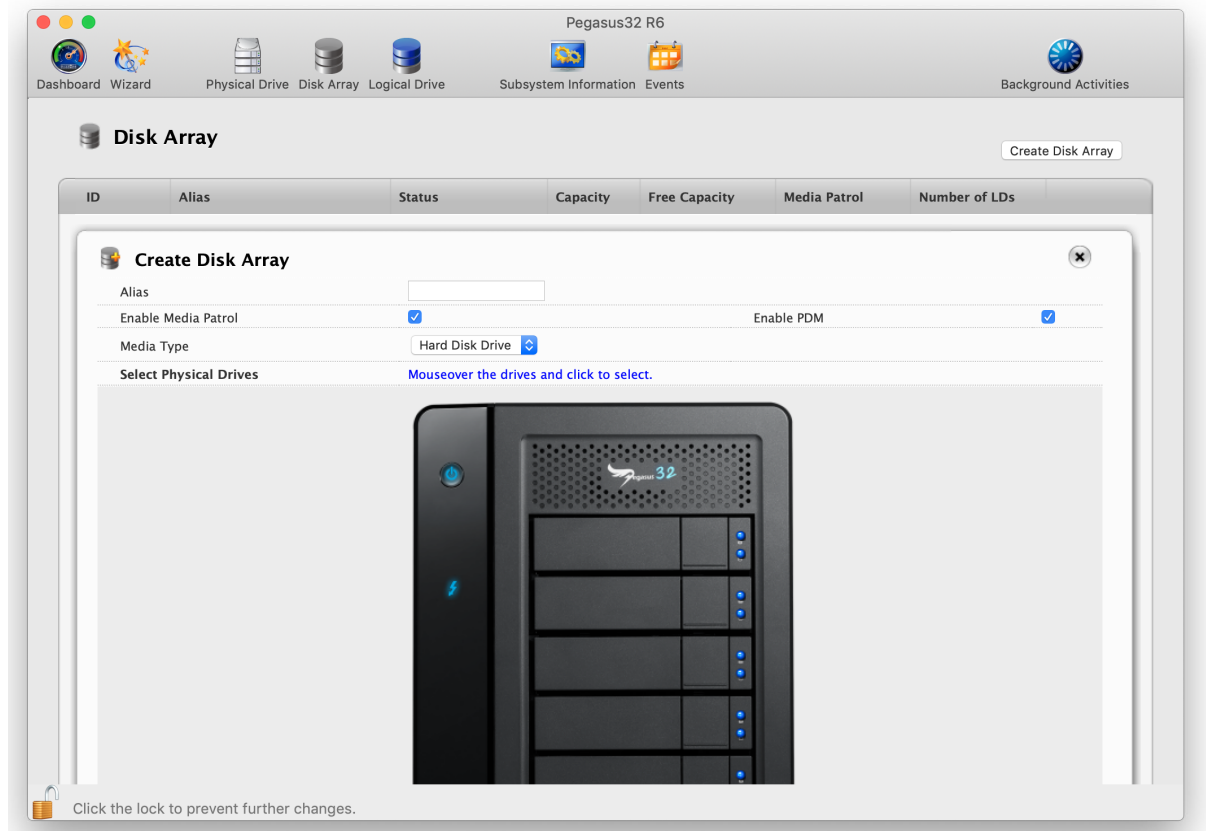 Pegasus32 R6
Dashboard Wizard Physical Drive Disk Array Logical Drive Subsystem Information Events Background Activities
Disk Array
Create Disk Array
ID Alias Status Capacity Free Capacity Media Patrol Number of LDs
Create Disk Array
Alias
Enable Media Patrol Enable PDM
Media Type Hard Disk Drive
Select Physical Drives Mouseover the drives and click to select.
Pegasus 32
Click the lock to prevent further changes.